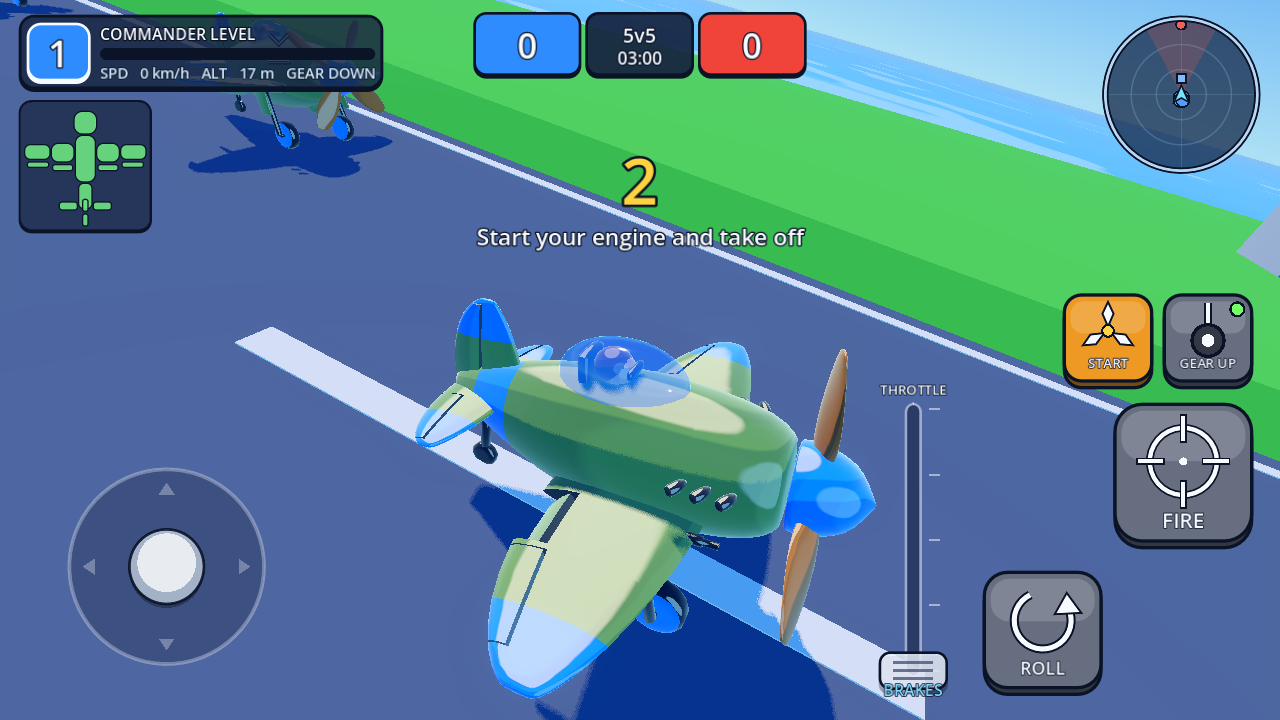 1
COMMANDER LEVEL
SPD 0 km/h ALT 17 m GEAR DOWN
0
5v5
03:00
0
2
Start your engine and take off
START
GEAR UP
THROTTLE
FIRE
ROLL
BRAKES